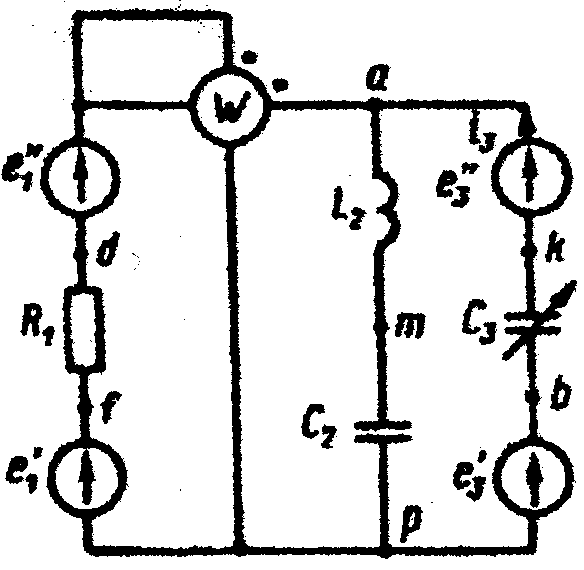 W
a
i₃
e₁″
e₃″
L₂
d
k
R₁
C₃
m
f
b
C₂
e₁′
e₃′
p